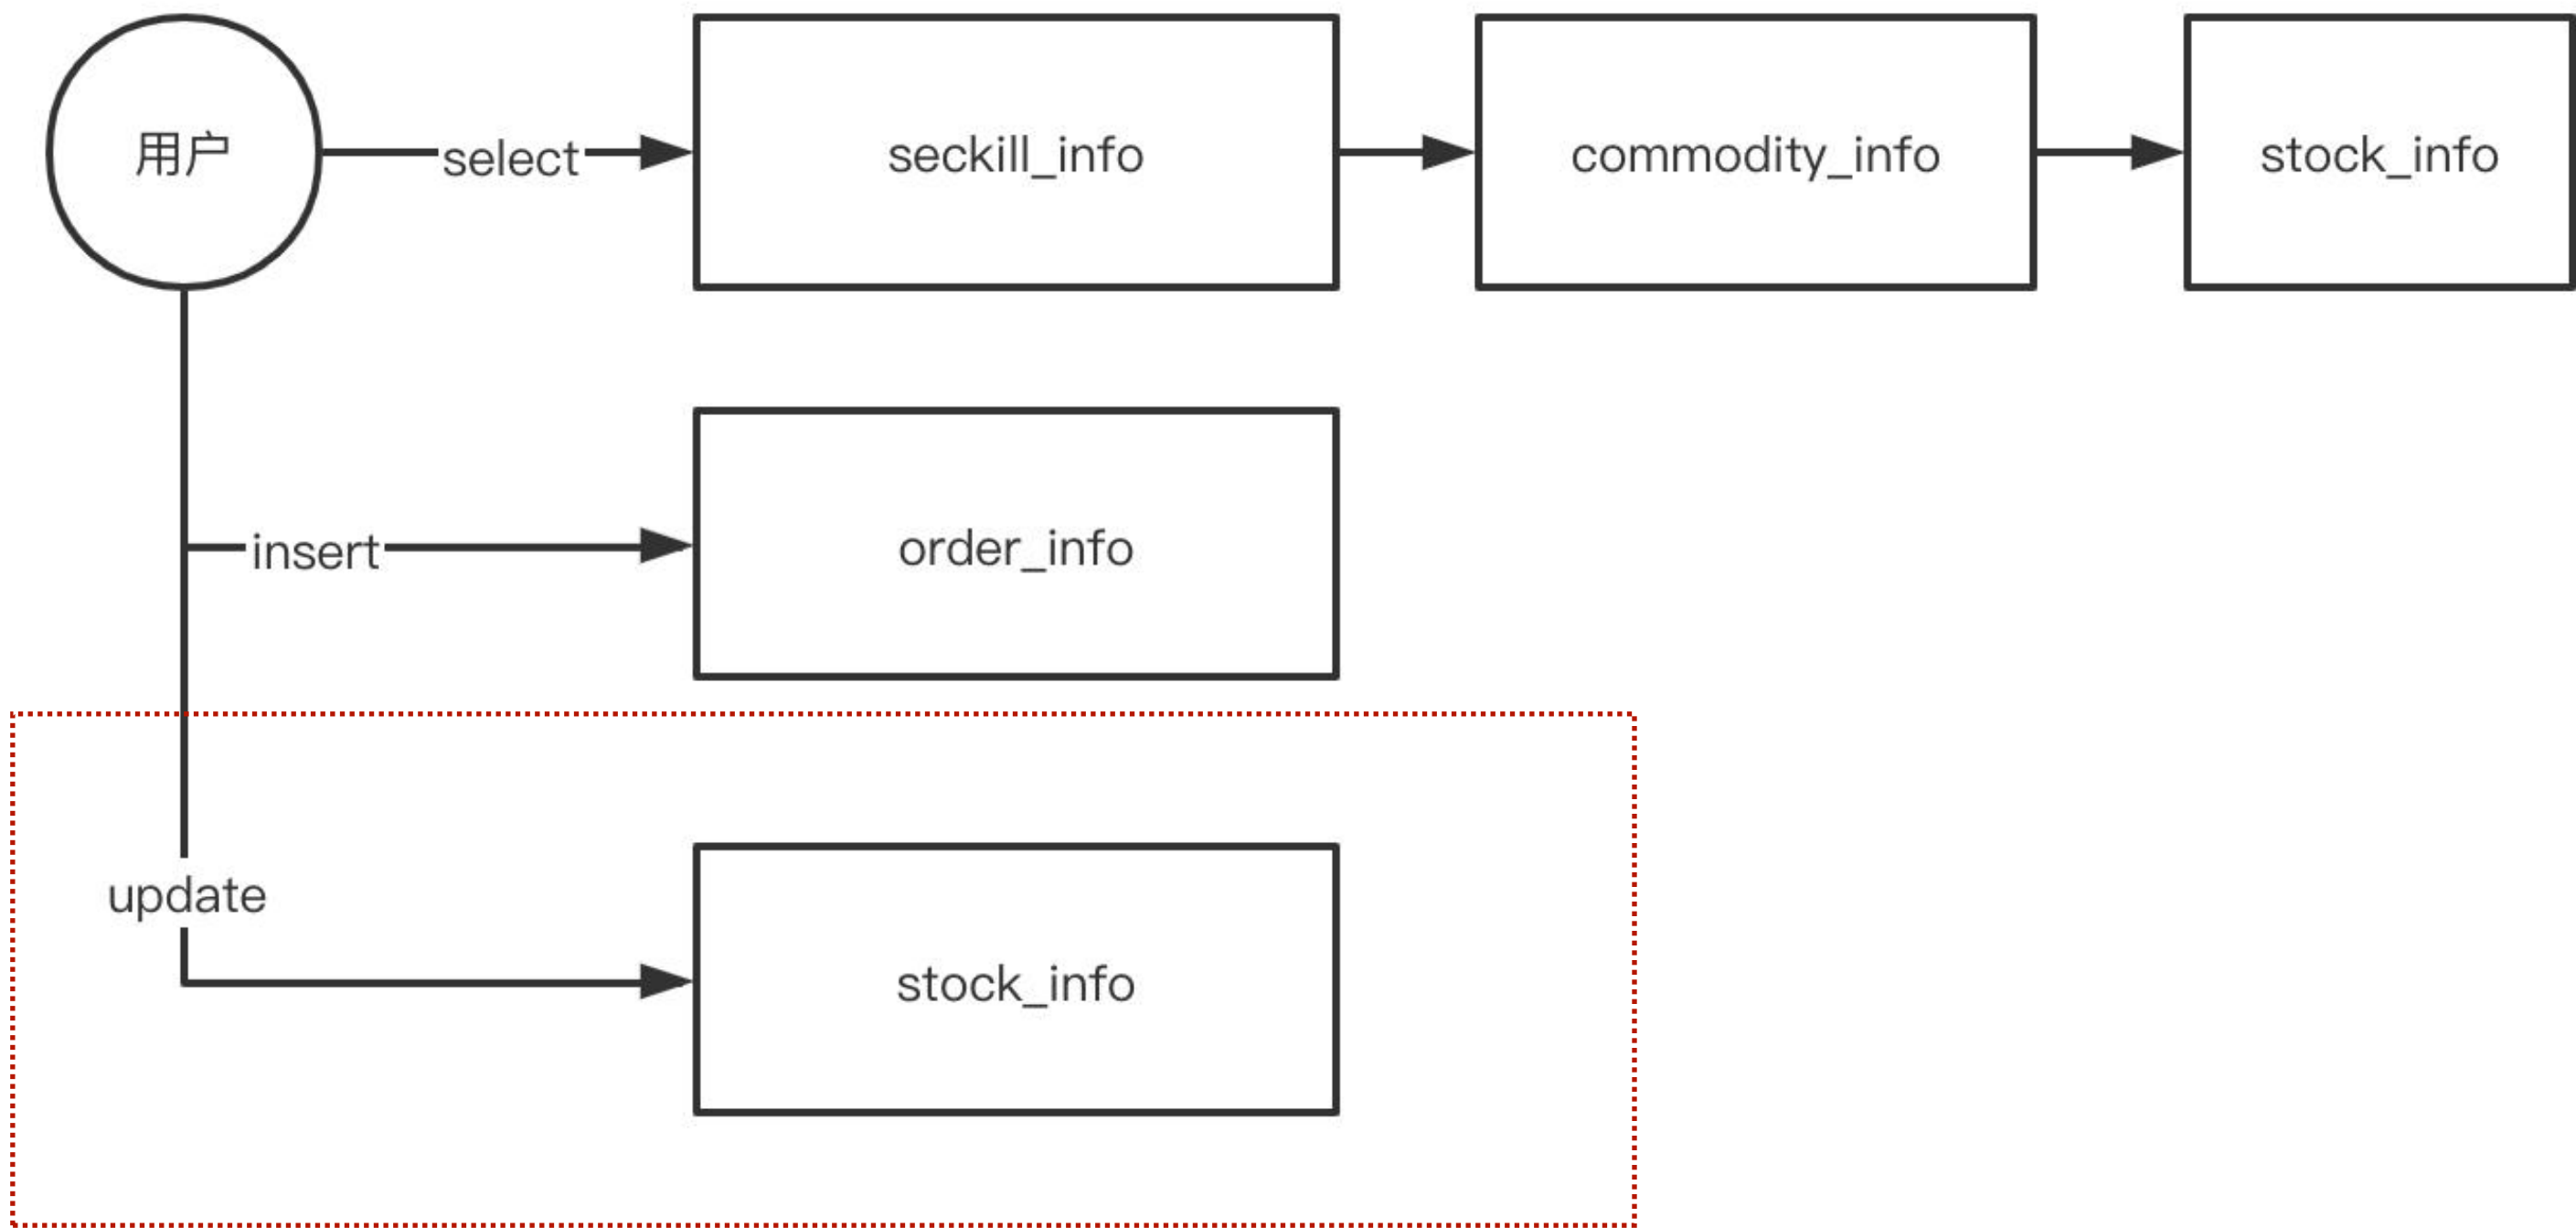 用户
select
seckill_info
commodity_info
stock_info
insert
order_info
update
stock_info